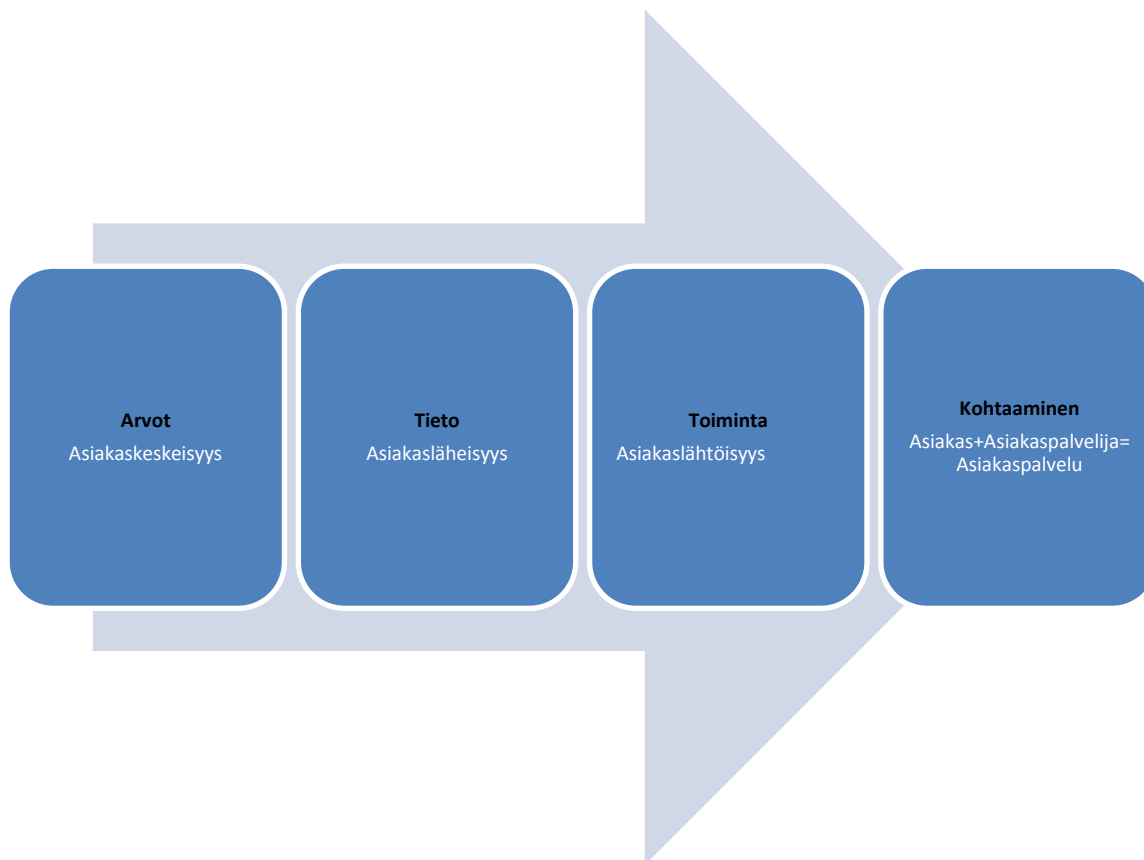 Arvot
Asiakaskeskeisyys
Tieto
Asiakasläheisyys
Toiminta
Asiakaslähtöisyys
Kohtaaminen
Asiakas+Asiakaspalvelija=
Asiakaspalvelu